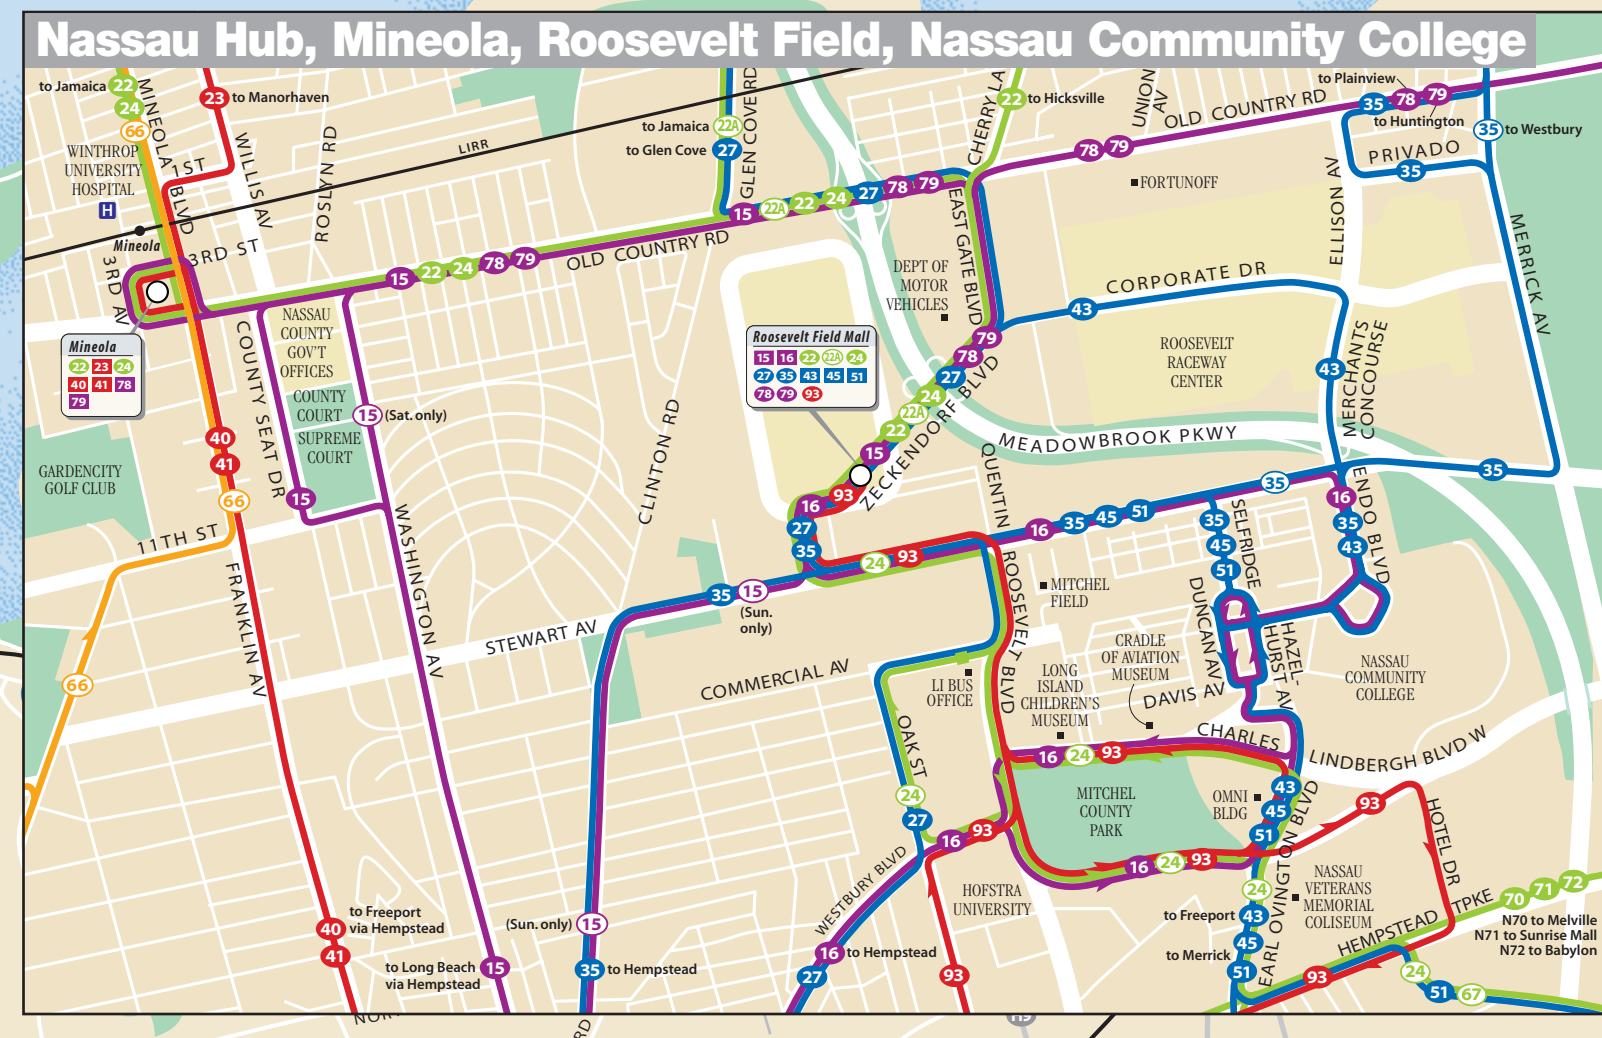 Nassau Hub, Mineola, Roosevelt Field, Nassau Community College
to Jamaica 22
24
66
MINEOLA BLVD
23 to Manorhaven
WINTHROP
UNIVERSITY
HOSPITAL
H
1ST
WILLIS AV
ROSLYN RD
LIRR
Mineola
3RD ST
3RD AV
to Jamaica 22A
to Glen Cove 27
GLEN COVE RD
CHERRY LA
22 to Hicksville
UNION
AV
OLD COUNTRY RD
to Plainview
35 78 79
to Huntington
35 to Westbury
78 79
PRIVADO
35
FORTUNOFF
ELLISON AV
MERRICK AV
15 22A 22 24 27 78 79
EAST GATE BLVD
15 22 24 78 79
OLD COUNTRY RD
DEPT OF
MOTOR
VEHICLES
43
CORPORATE DR
ROOSEVELT
RACEWAY
CENTER
43
MERCHANTS
CONCOURSE
Mineola
22 23 24
40 41 78
79
NASSAU
COUNTY
GOV'T
OFFICES
COUNTY
COURT
SUPREME
COURT
COUNTY SEAT DR
15 (Sat. only)
15
Roosevelt Field Mall
15 16 22 22A 24
27 35 43 45 51
78 79 93
79
78
27
24
22A
22
15
ZECKENDORF BLVD
93
16
27
35
MEADOWBROOK PKWY
QUENTIN ROOSEVELT BLVD
GARDENCITY
GOLF CLUB
40
41
66
11TH ST
FRANKLIN AV
WASHINGTON AV
CLINTON RD
24 93
16 35 45 51
35
35
16
35
43
ENDO BLVD
35
45
51
SELFRIDGE
DUNCAN AV
HAZEL-
HURST AV
MITCHEL
FIELD
35 15
(Sun.
only)
STEWART AV
COMMERCIAL AV
66
CRADLE
OF AVIATION
MUSEUM
LONG
ISLAND
CHILDREN'S
MUSEUM
DAVIS AV
NASSAU
COMMUNITY
COLLEGE
LI BUS
OFFICE
OAK ST
CHARLES
LINDBERGH BLVD W
16 24 93
MITCHEL
COUNTY
PARK
OMNI
BLDG
43
45
51
93
HOTEL DR
24
27
16 93
16 24 93
WESTBURY BLVD
HOFSTRA
UNIVERSITY
NASSAU
VETERANS
MEMORIAL
COLISEUM
EARL OVINGTON BLVD
24
to Freeport 43
45
to Merrick
51
HEMPSTEAD TPKE
70 71 72
N70 to Melville
N71 to Sunrise Mall
N72 to Babylon
93
24
51 67
40 to Freeport
via Hempstead
41
to Long Beach 15
via Hempstead
(Sun. only) 15
35 to Hempstead
16 to Hempstead
27
93
RD